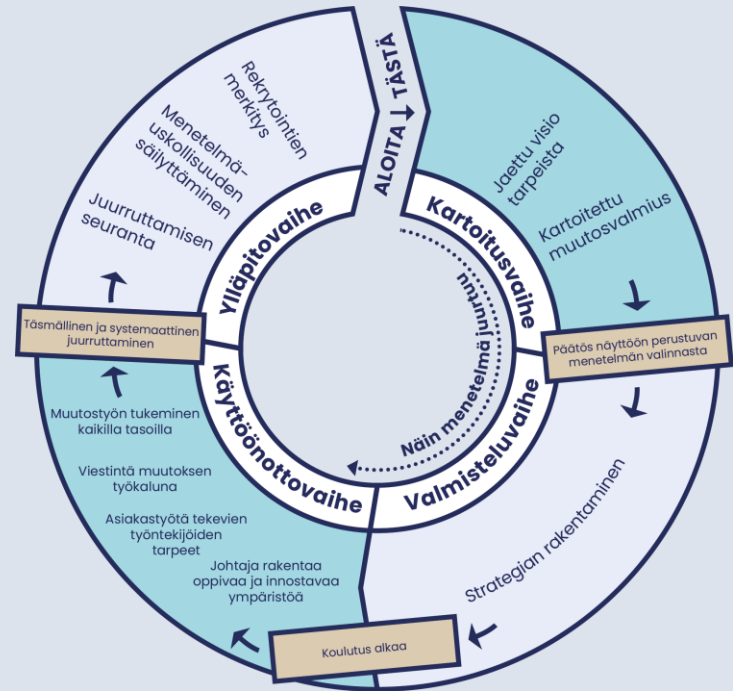 ALOITA TÄSTÄ
Kartoitusvaihe
Jaettu visio
tarpeista
Kartoitettu
muutosvalmius
Päätös näyttöön perustuvan
menetelmän valinnasta
Valmisteluvaihe
Strategian rakentaminen
Koulutus alkaa
Käyttöönottovaihe
Johtaja rakentaa
oppivaa ja innostavaa
ympäristöä
Asiakastyötä tekevien
työntekijöiden
tarpeet
Viestintä muutoksen
työkaluna
Muutostyön tukeminen
kaikilla tasoilla
Täsmällinen ja systemaattinen
juurruttaminen
Ylläpitovaihe
Juurruttamisen
seuranta
Menetelmä-
uskollisuuden
säilyttäminen
Rekrytointien
merkitys
Näin menetelmä juurtuu